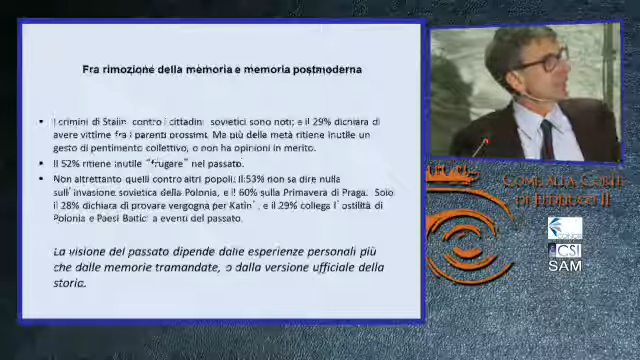 Fra rimozione della memoria e memoria postmoderna
I crimini di Stalin contro i cittadini sovietici sono noti; e il 29% dichiara di
avere vittime fra i parenti prossimi. Ma più della metà ritiene inutile un
gesto di pentimento collettivo, o non ha opinioni in merito.
Il 52% ritiene inutile "frugare" nel passato.
Non altrettanto quelli contro altri popoli: il 53% non sa dire nulla
sull'invasione sovietica della Polonia, e il 60% sulla Primavera di Praga. Solo
il 28% dichiara di provare vergogna per Katin', e il 29% collega l'ostilità di
Polonia e Paesi Baltici a eventi del passato.
La visione del passato dipende dalle esperienze personali più
che dalle memorie tramandate, o dalla versione ufficiale della
storia.
COME ALLA CORTE
DI FEDERICO II
CSI
SAM